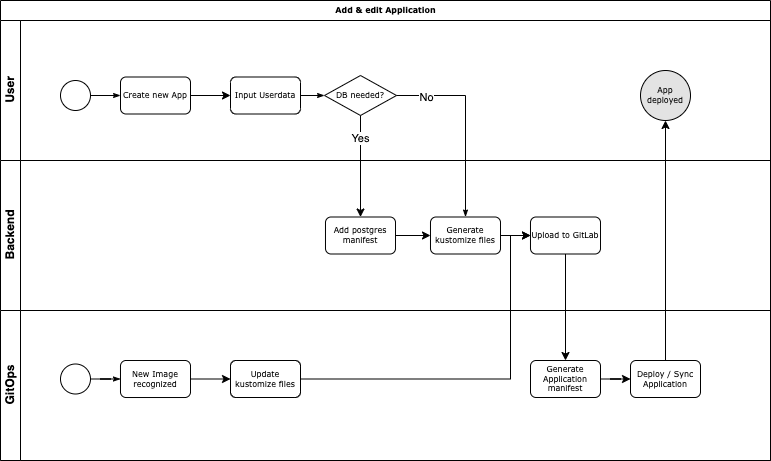 Add & edit Application
User
Create new App
Input Userdata
DB needed?
No
App
deployed
Yes
Backend
Add postgres
manifest
Generate
kustomize files
Upload to GitLab
GitOps
New Image
recognized
Update
kustomize files
Generate
Application
manifest
Deploy / Sync
Application